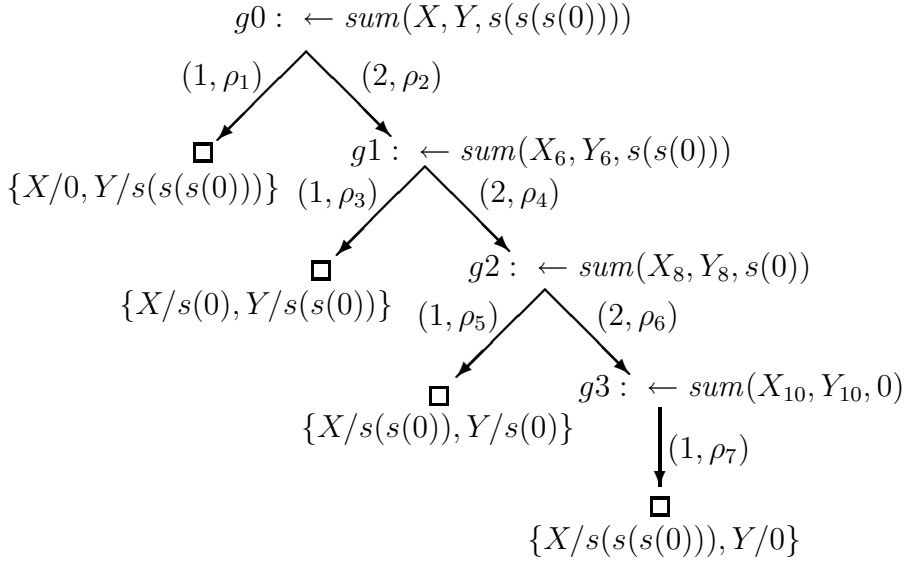 g0 : ← sum(X, Y, s(s(s(0))))
(1, ρ₁) (2, ρ₂)
g1 : ← sum(X₆, Y₆, s(s(0)))
{X/0, Y/s(s(s(0)))} (1, ρ₃) (2, ρ₄)
g2 : ← sum(X₈, Y₈, s(0))
{X/s(0), Y/s(s(0))} (1, ρ₅) (2, ρ₆)
g3 : ← sum(X₁₀, Y₁₀, 0)
{X/s(s(0)), Y/s(0)}
(1, ρ₇)
{X/s(s(s(0))), Y/0}